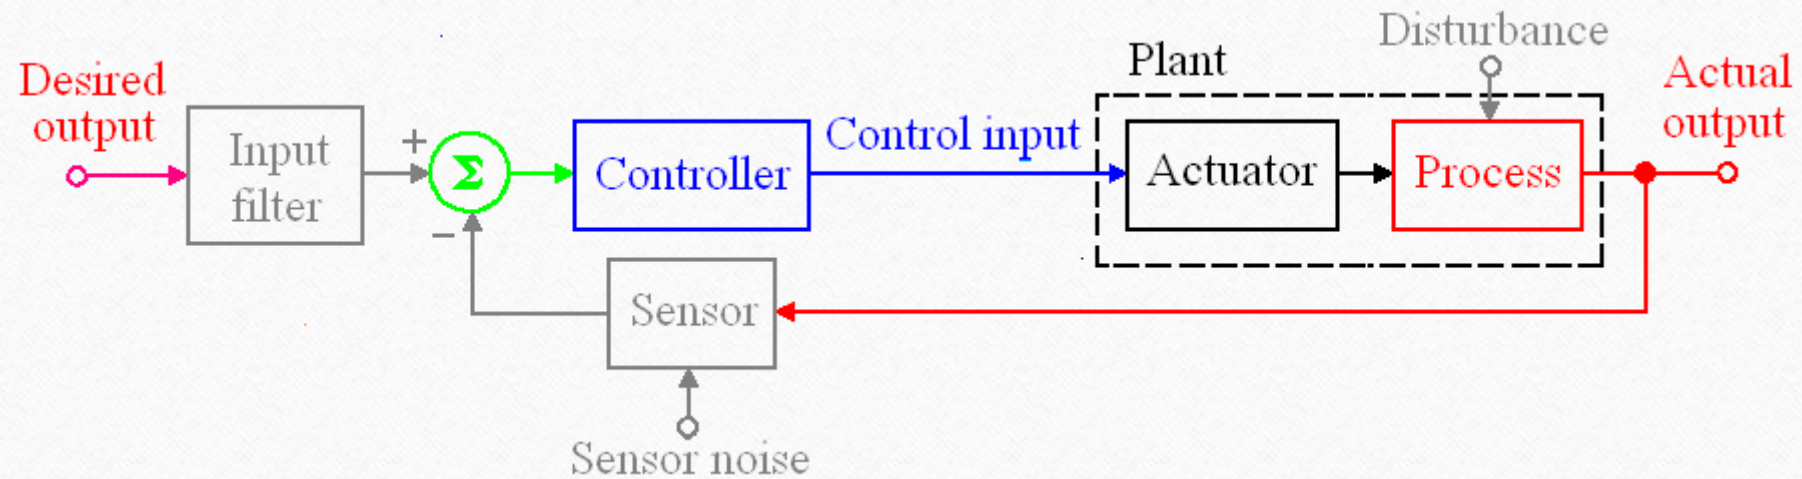 Desired
output
Input
filter
+
Σ
−
Controller
Control input
Plant
Actuator
Process
Disturbance
Actual
output
Sensor
Sensor noise